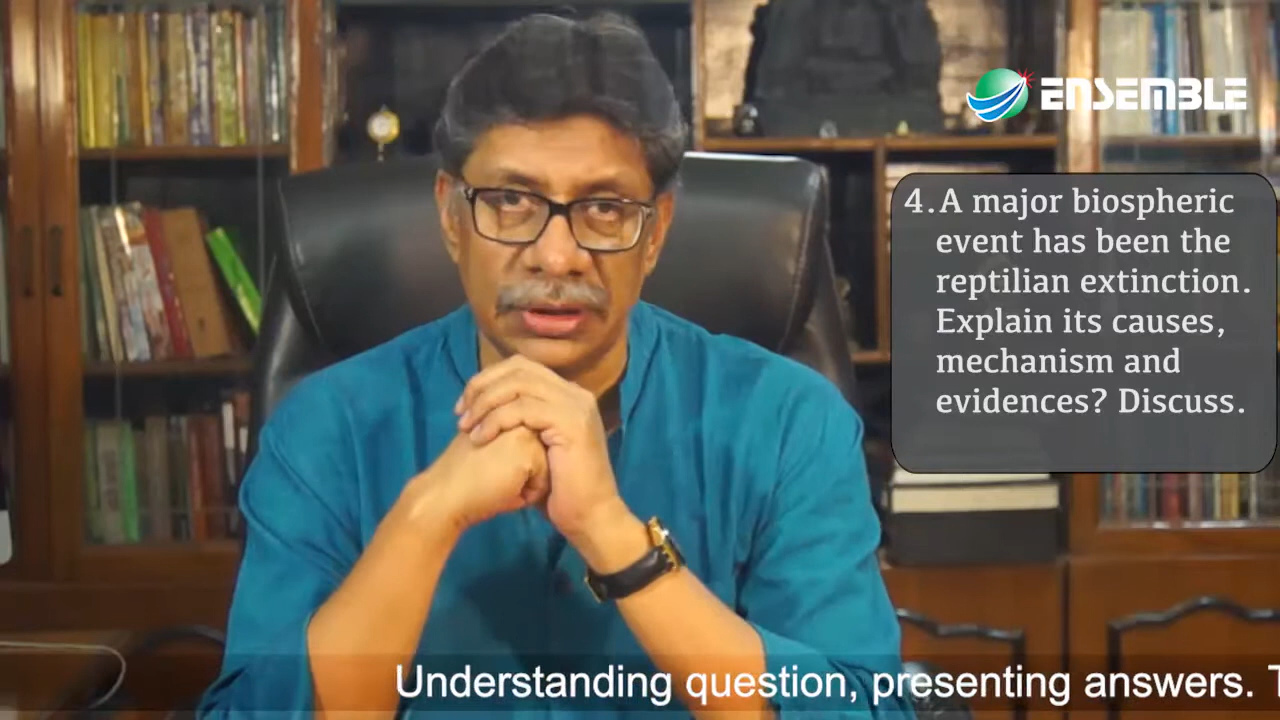 ENSEMBLE
4.A major biospheric
event has been the
reptilian extinction.
Explain its causes,
mechanism and
evidences? Discuss.
Understanding question, presenting answers. T